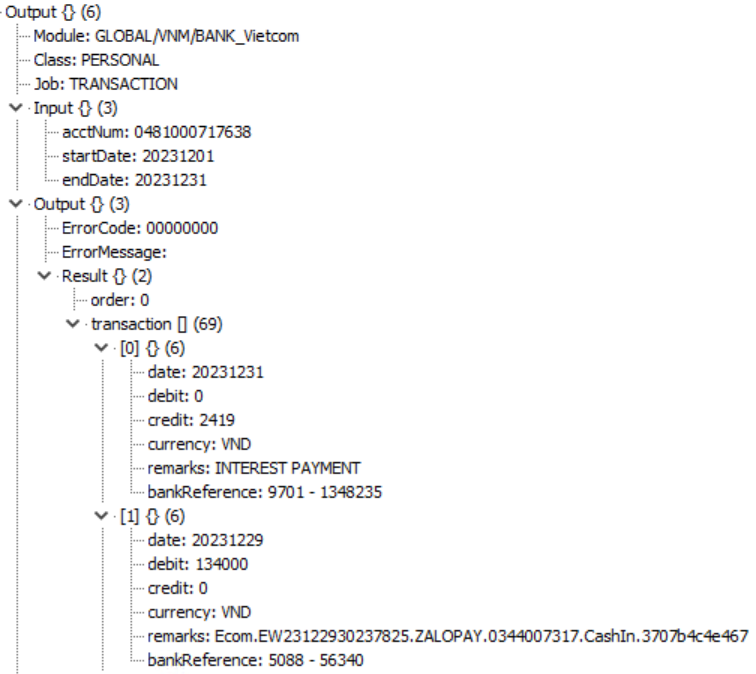 Output {} (6)
Module: GLOBAL/VNM/BANK_Vietcom
Class: PERSONAL
Job: TRANSACTION
Input {} (3)
acctNum: 0481000717638
startDate: 20231201
endDate: 20231231
Output {} (3)
ErrorCode: 00000000
ErrorMessage:
Result {} (2)
order: 0
transaction [] (69)
[0] {} (6)
date: 20231231
debit: 0
credit: 2419
currency: VND
remarks: INTEREST PAYMENT
bankReference: 9701 - 1348235
[1] {} (6)
date: 20231229
debit: 134000
credit: 0
currency: VND
remarks: Ecom.EW23122930237825.ZALOPAY.0344007317.CashIn.3707b4c4e467
bankReference: 5088 - 56340